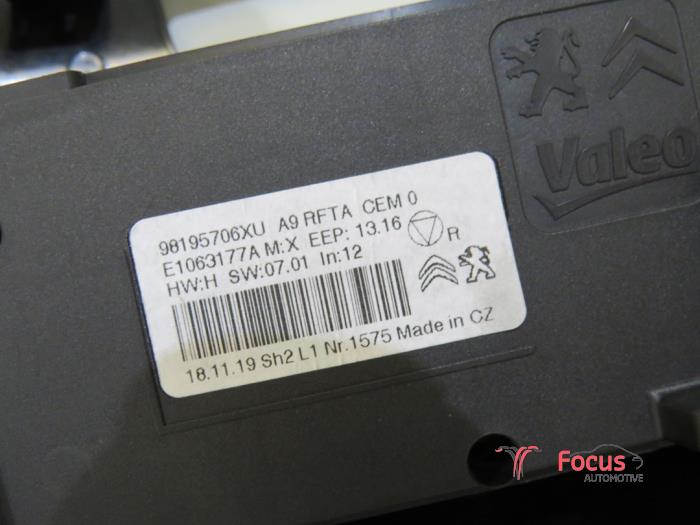 Valeo
98195706XU A9 RFTA CEM 0
E1063177A M:X EEP: 13.16
HW:H SW:07.01 In:12
R
18.11.19 Sh2 L1 Nr.1575 Made in CZ
Focus
AUTOMOTIVE